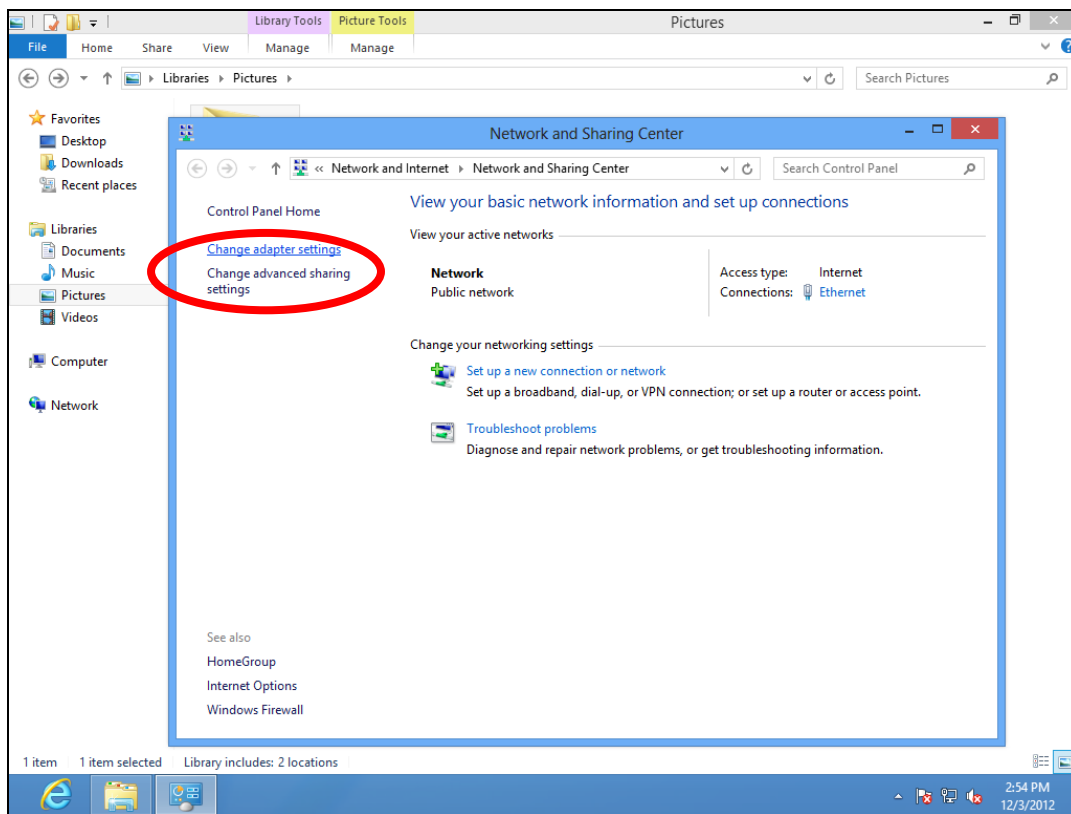 Library Tools Picture Tools Pictures
File Home Share View Manage Manage
Libraries Pictures Search Pictures
Favorites
Desktop
Downloads
Recent places
Libraries
Documents
Music
Pictures
Videos
Computer
Network
Network and Sharing Center
« Network and Internet Network and Sharing Center Search Control Panel
Control Panel Home
Change adapter settings
Change advanced sharing
settings
View your basic network information and set up connections
View your active networks
Network
Public network
Access type: Internet
Connections: Ethernet
Change your networking settings
Set up a new connection or network
Set up a broadband, dial-up, or VPN connection; or set up a router or access point.
Troubleshoot problems
Diagnose and repair network problems, or get troubleshooting information.
See also
HomeGroup
Internet Options
Windows Firewall
1 item 1 item selected Library includes: 2 locations
2:54 PM
12/3/2012